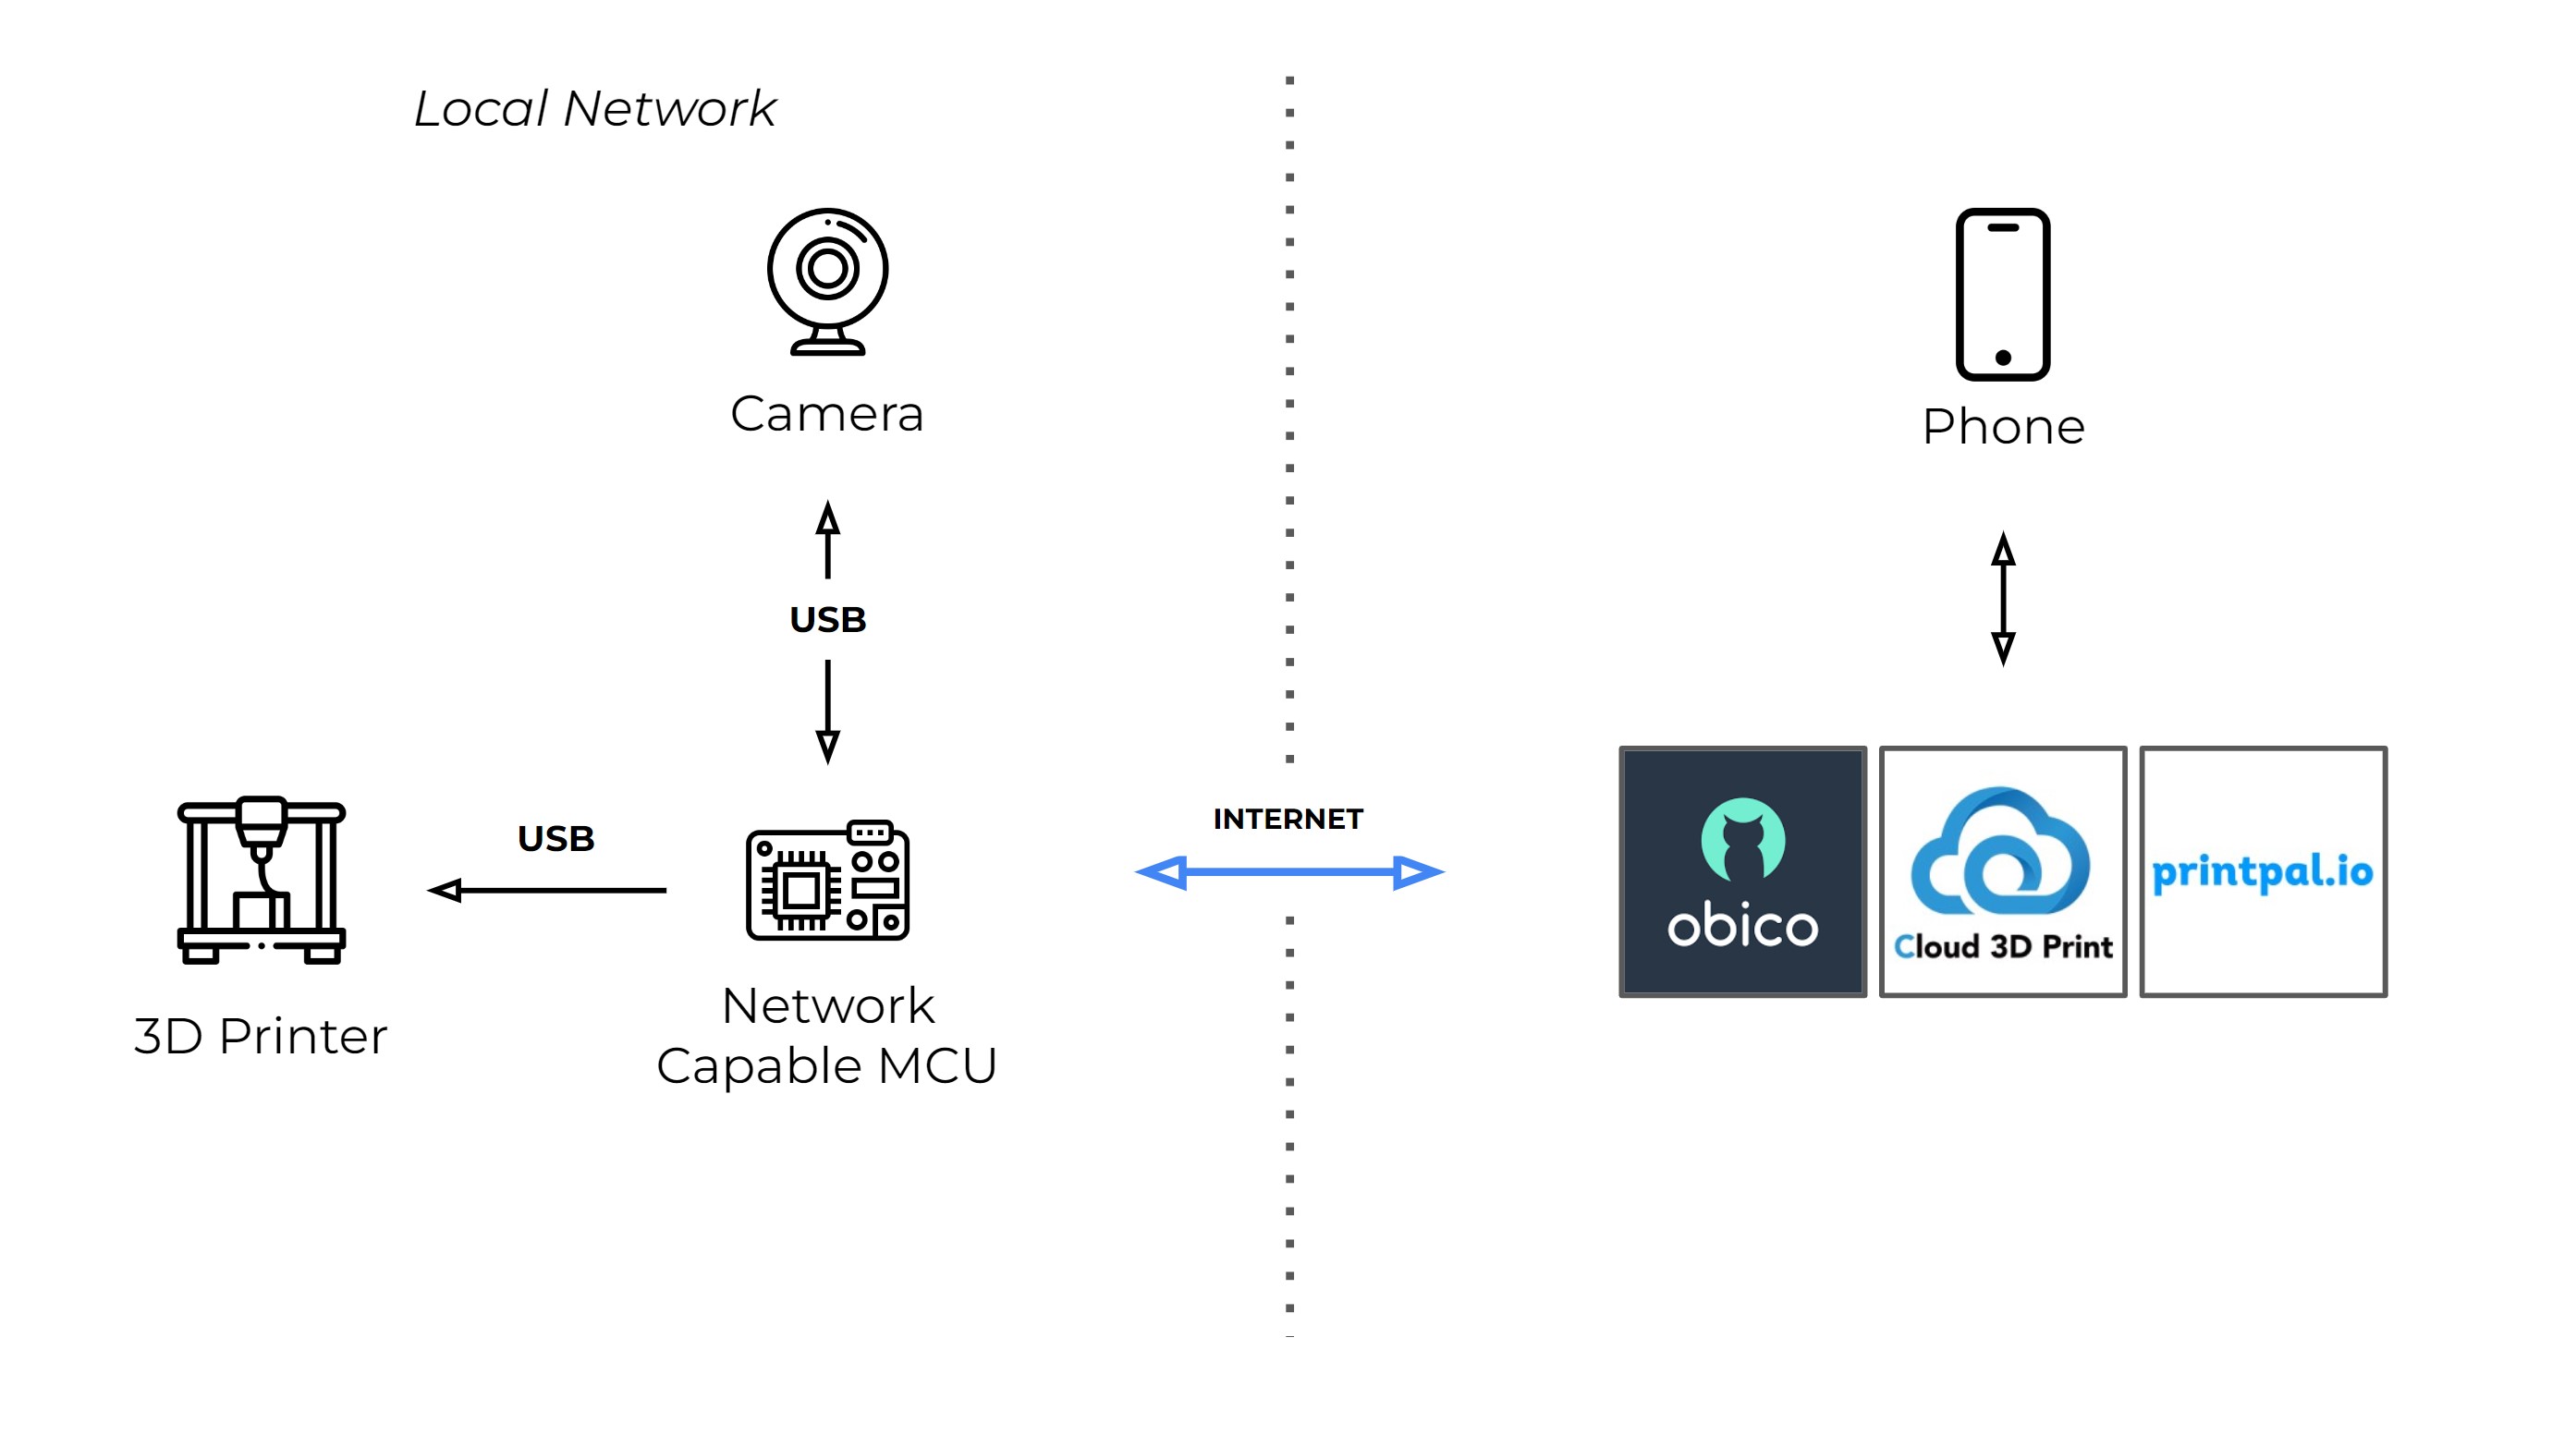 Local Network
Camera
Phone
USB
USB
INTERNET
obico
Cloud 3D Print
printpal.io
3D Printer
Network
Capable MCU